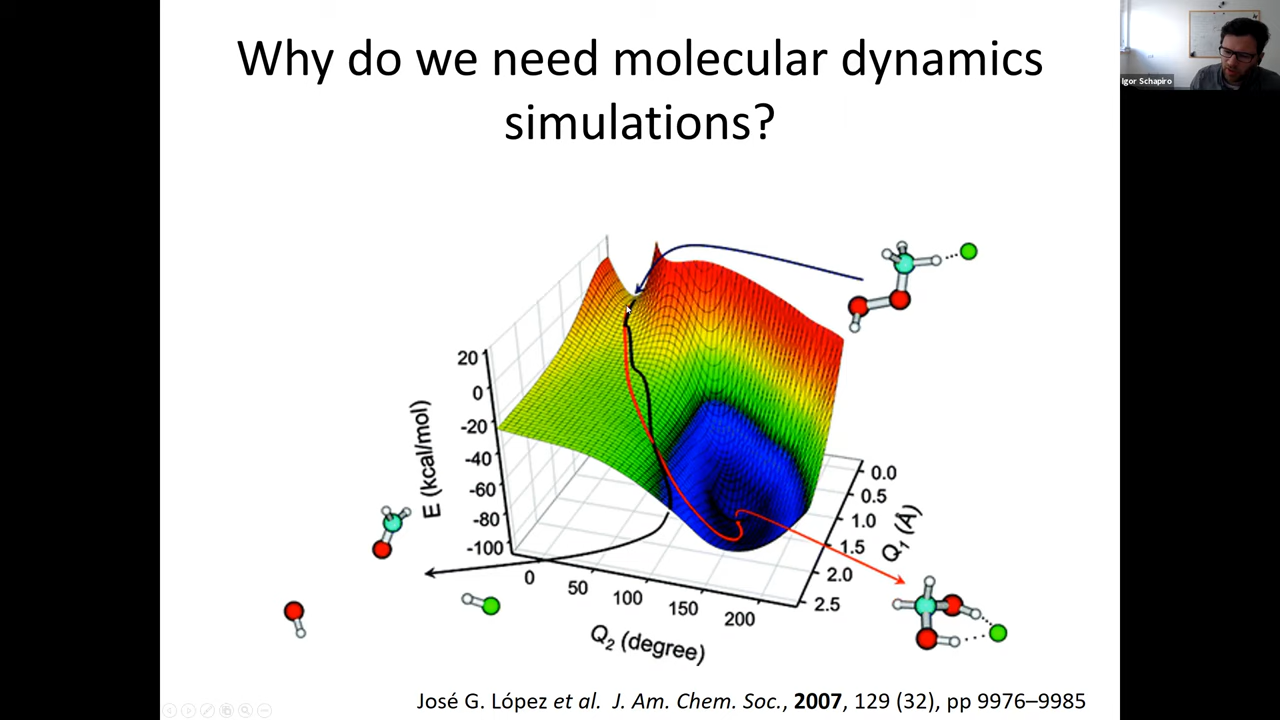 Why do we need molecular dynamics
simulations?
Igor Schapiro
20
0
-20
-40
-60
-80
-100
E (kcal/mol)
0
50
100
150
200
Q2 (degree)
0.0
0.5
1.0
1.5
2.0
2.5
Q1 (Å)
José G. López et al. J. Am. Chem. Soc., 2007, 129 (32), pp 9976–9985